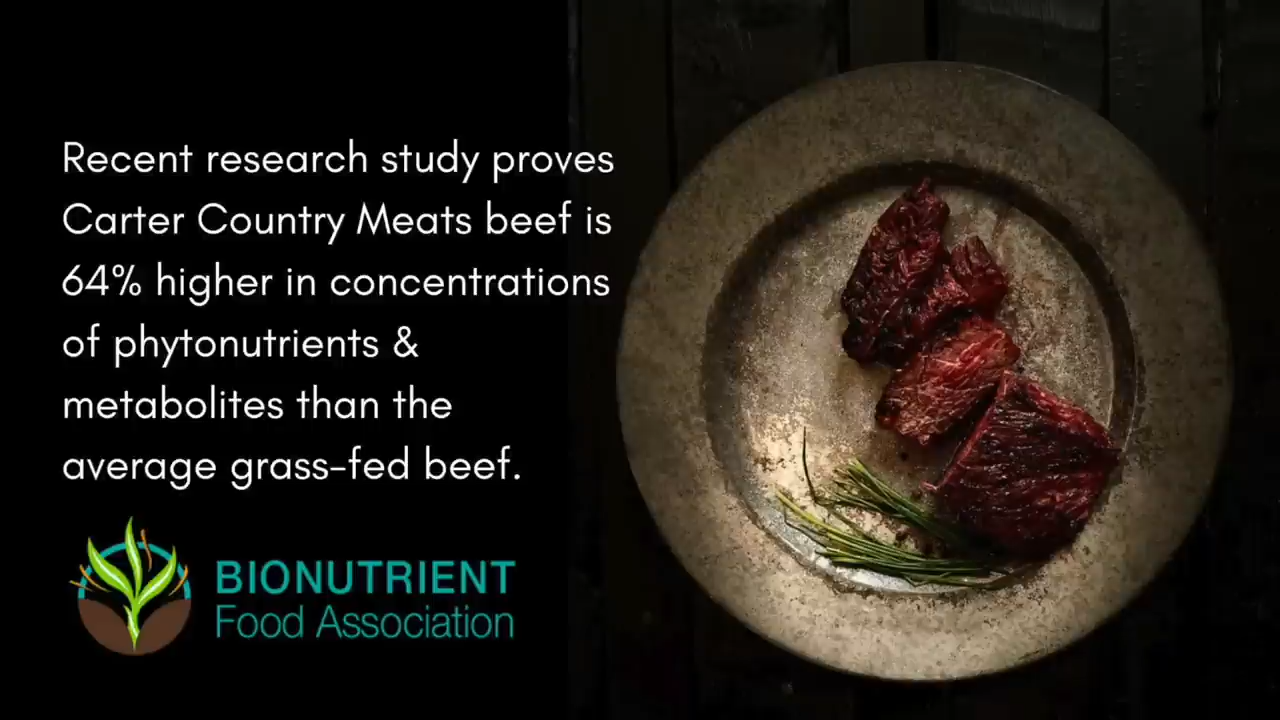 Recent research study proves
Carter Country Meats beef is
64% higher in concentrations
of phytonutrients &
metabolites than the
average grass-fed beef.
BIONUTRIENT
Food Association